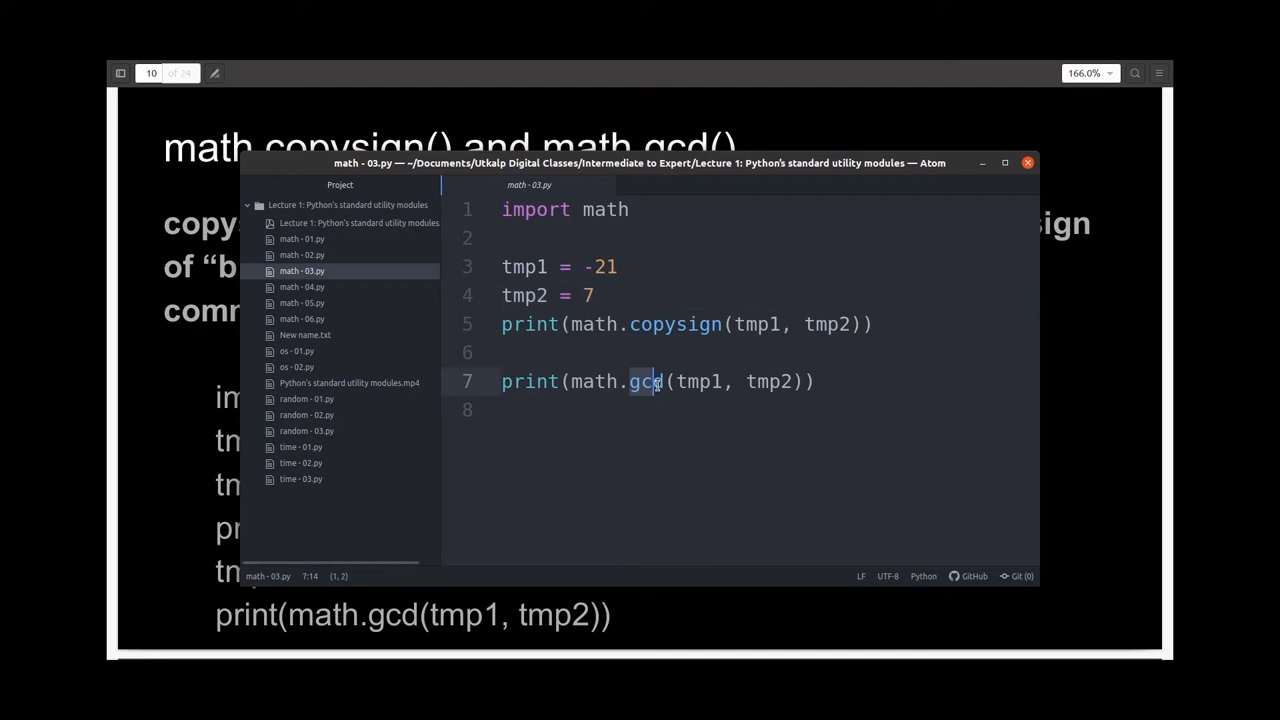 10 of 24
166.0%
math.copysign() and math.gcd()
copys
sign
of “b
comm
im
tm
tm
pr
tm
print(math.gcd(tmp1, tmp2))
math - 03.py — ~/Documents/Utkalp Digital Classes/Intermediate to Expert/Lecture 1: Python's standard utility modules — Atom
Project
Lecture 1: Python's standard utility modules
Lecture 1: Python's standard utility modules.
math - 01.py
math - 02.py
math - 03.py
math - 04.py
math - 05.py
math - 06.py
New name.txt
os - 01.py
os - 02.py
Python's standard utility modules.mp4
random - 01.py
random - 02.py
random - 03.py
time - 01.py
time - 02.py
time - 03.py
math - 03.py
1 import math
2
3 tmp1 = -21
4 tmp2 = 7
5 print(math.copysign(tmp1, tmp2))
6
7 print(math.gcd(tmp1, tmp2))
8
math - 03.py 7:14 (1, 2) LF UTF-8 Python GitHub Git (0)